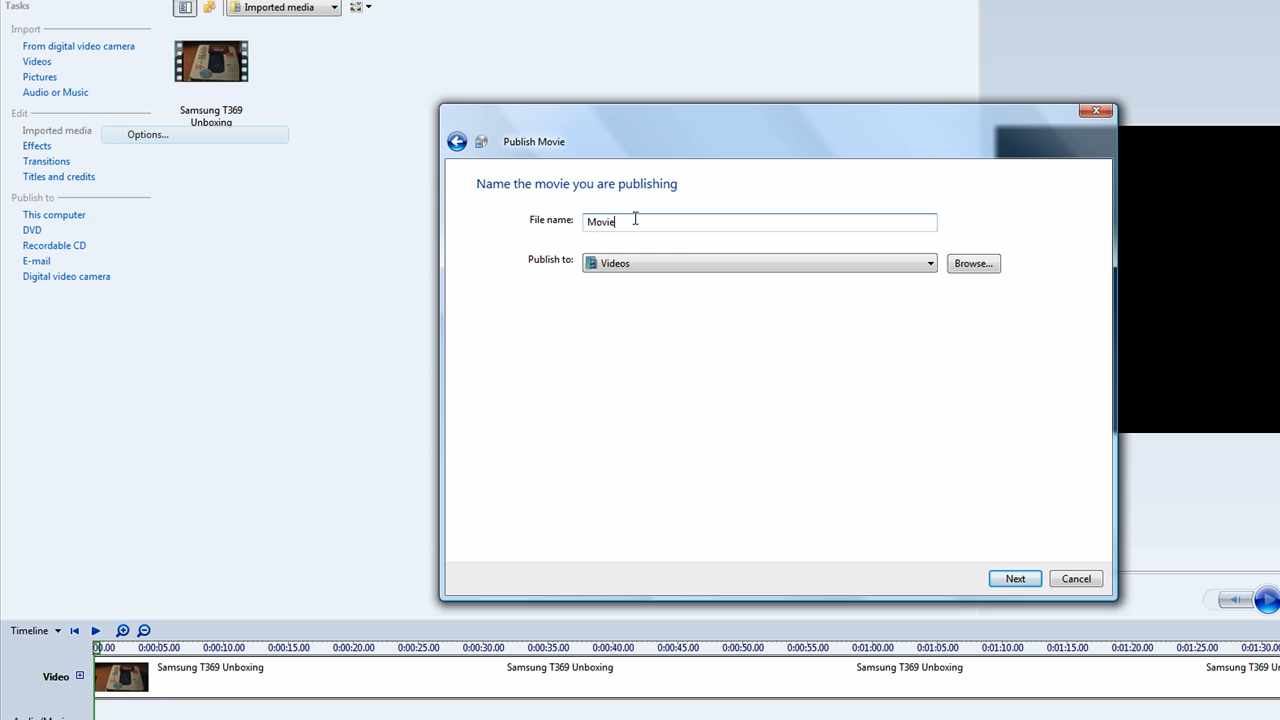 Tasks
Imported media
Import
From digital video camera
Videos
Pictures
Audio or Music
Edit
Imported media
Effects
Transitions
Titles and credits
Publish to
This computer
DVD
Recordable CD
E-mail
Digital video camera
Samsung T369
Unboxing
Options...
Publish Movie
Name the movie you are publishing
File name: Movie
Publish to: Videos Browse...
Next Cancel
Timeline
00.00 0:00:05.00 0:00:10.00 0:00:15.00 0:00:20.00 0:00:25.00 0:00:30.00 0:00:35.00 0:00:40.00 0:00:45.00 0:00:50.00 0:00:55.00 0:01:00.00 0:01:05.00 0:01:10.00 0:01:15.00 0:01:20.00 0:01:25.00 0:01:30.00
Video Samsung T369 Unboxing Samsung T369 Unboxing Samsung T369 Unboxing Samsung T369 Un